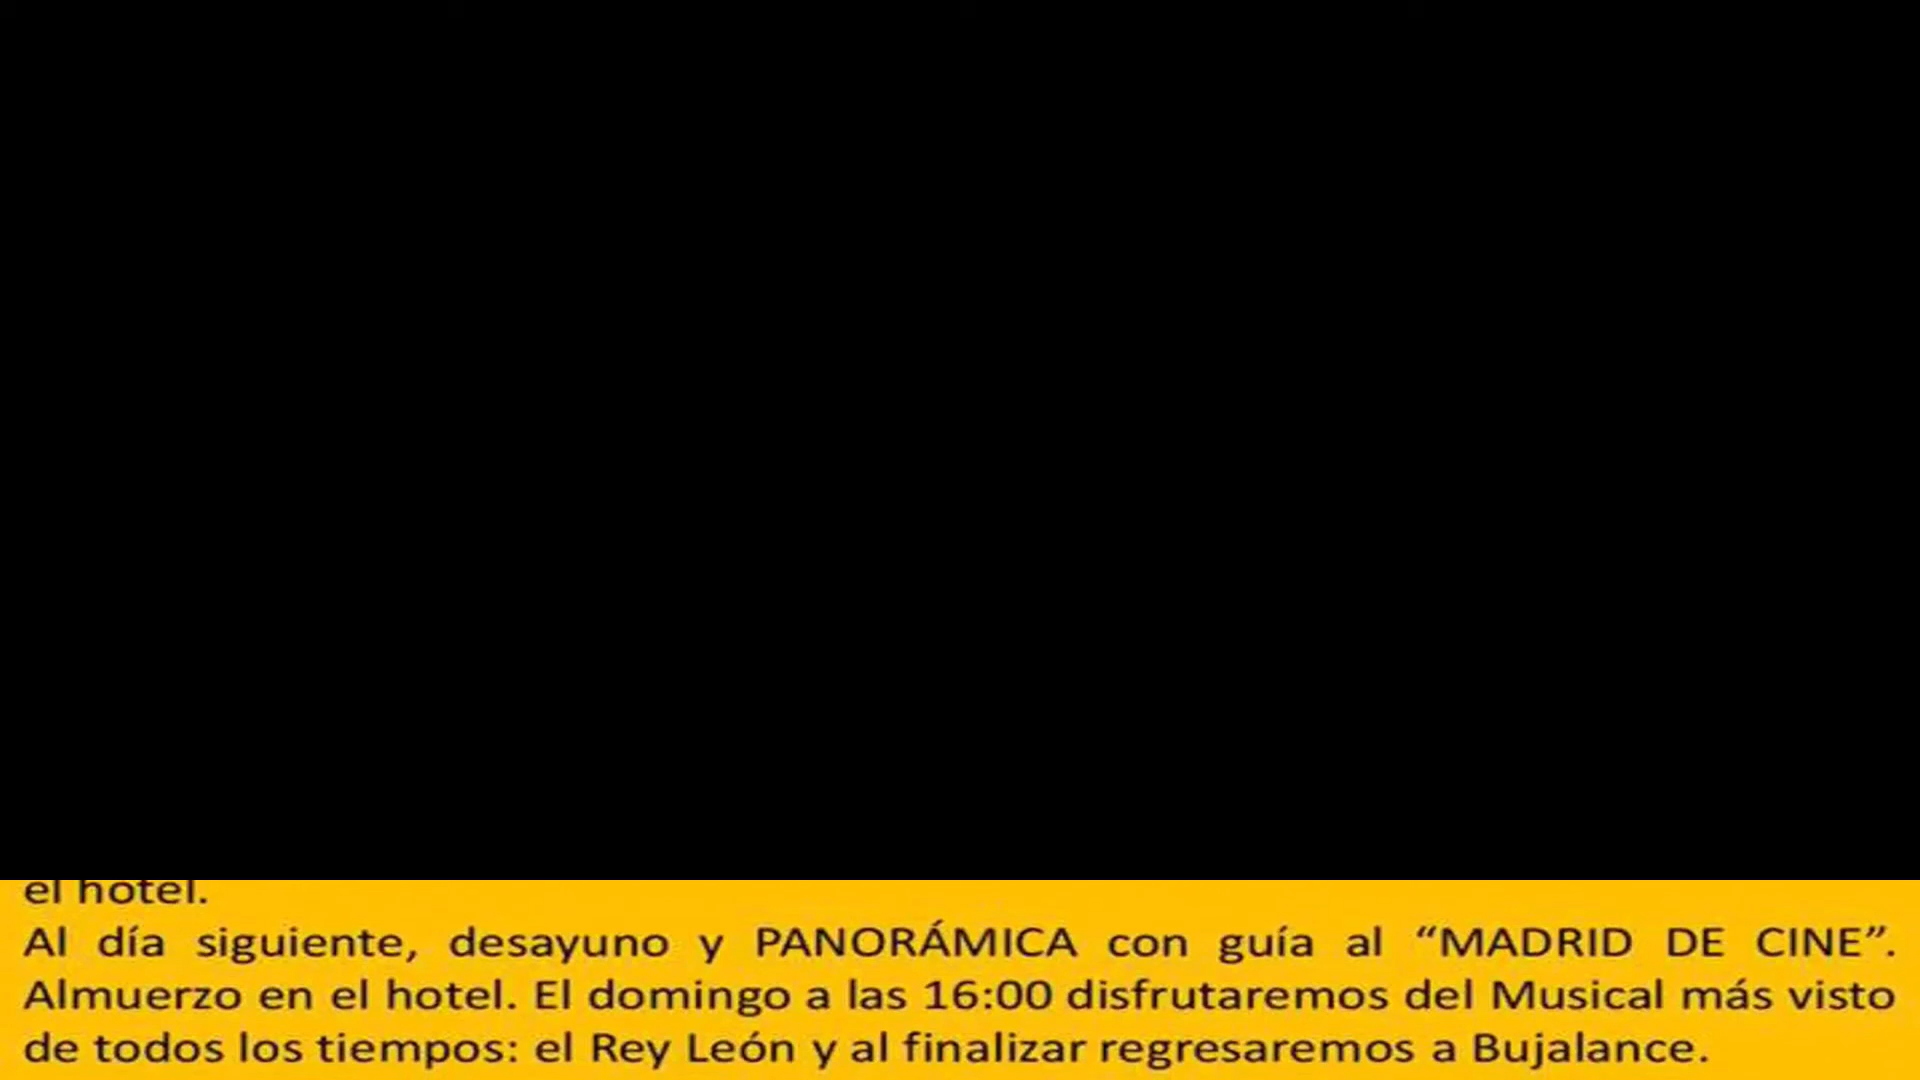 el hotel.
Al día siguiente, desayuno y PANORÁMICA con guía al “MADRID DE CINE”.
Almuerzo en el hotel. El domingo a las 16:00 disfrutaremos del Musical más visto
de todos los tiempos: el Rey León y al finalizar regresaremos a Bujalance.